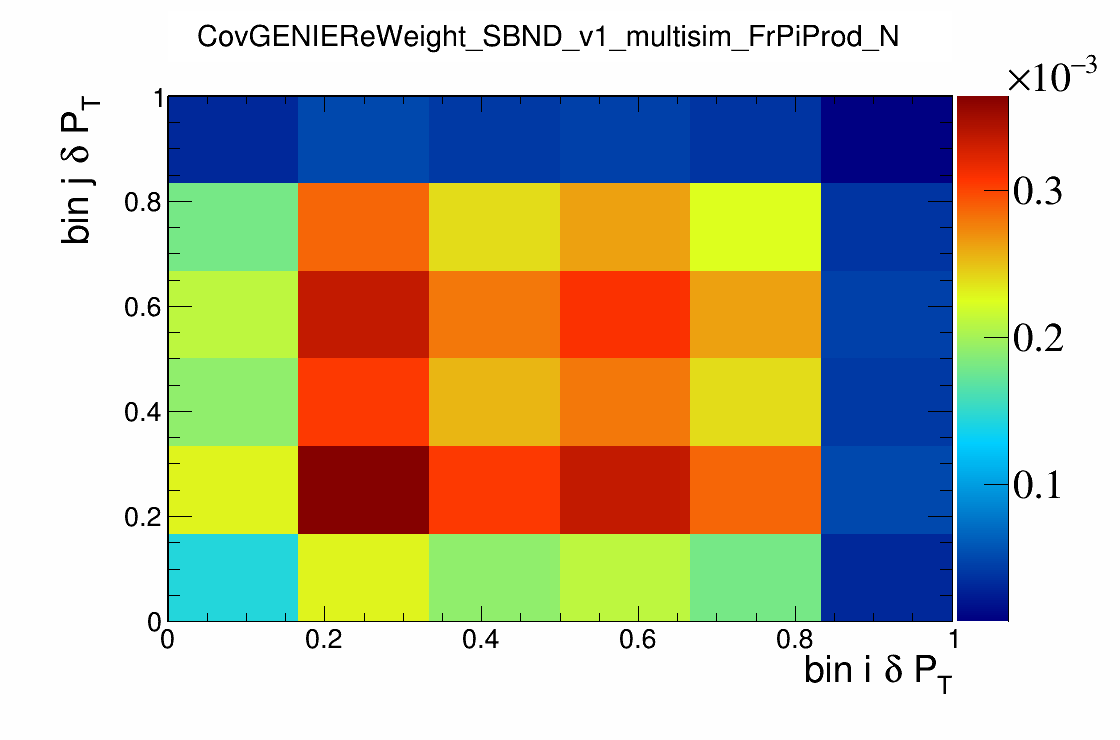 CovGENIEReWeight_SBND_v1_multisim_FrPiProd_N
×10⁻³
bin j δ P_T
1
0.8
0.6
0.4
0.2
0
0 0.2 0.4 0.6 0.8 1
bin i δ P_T
0.3
0.2
0.1